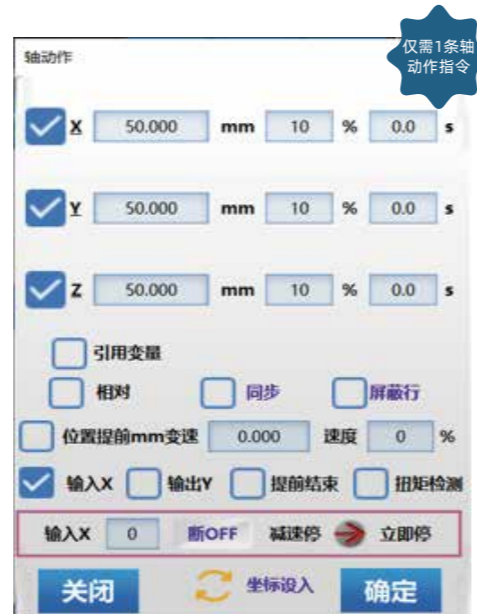 仅需1条轴
动作指令
轴动作
X 50.000 mm 10 % 0.0 s
Y 50.000 mm 10 % 0.0 s
Z 50.000 mm 10 % 0.0 s
引用变量
相对 同步 屏蔽行
位置提前mm变速 0.000 速度 0 %
输入X 输出Y 提前结束 扭矩检测
输入X 0 断OFF 减速停 立即停
关闭 坐标设入 确定